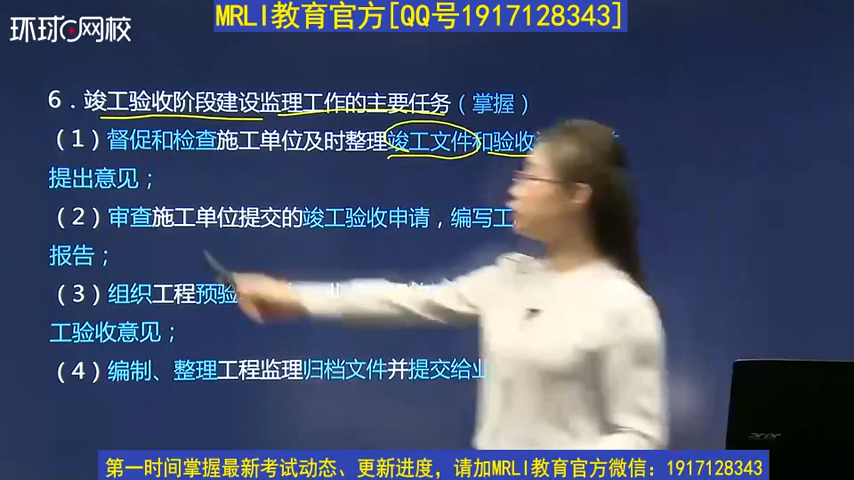 MRLI教育官方[QQ号1917128343]
环球网校
6．竣工验收阶段建设监理工作的主要任务（掌握）
（1）督促和检查施工单位及时整理竣工文件和验收
提出意见；
（2）审查施工单位提交的竣工验收申请，编写工
报告；
（3）组织工程预验
工验收意见；
（4）编制、整理工程监理归档文件并提交给业
acer
第一时间掌握最新考试动态、更新进度，请加MRLI教育官方微信：1917128343